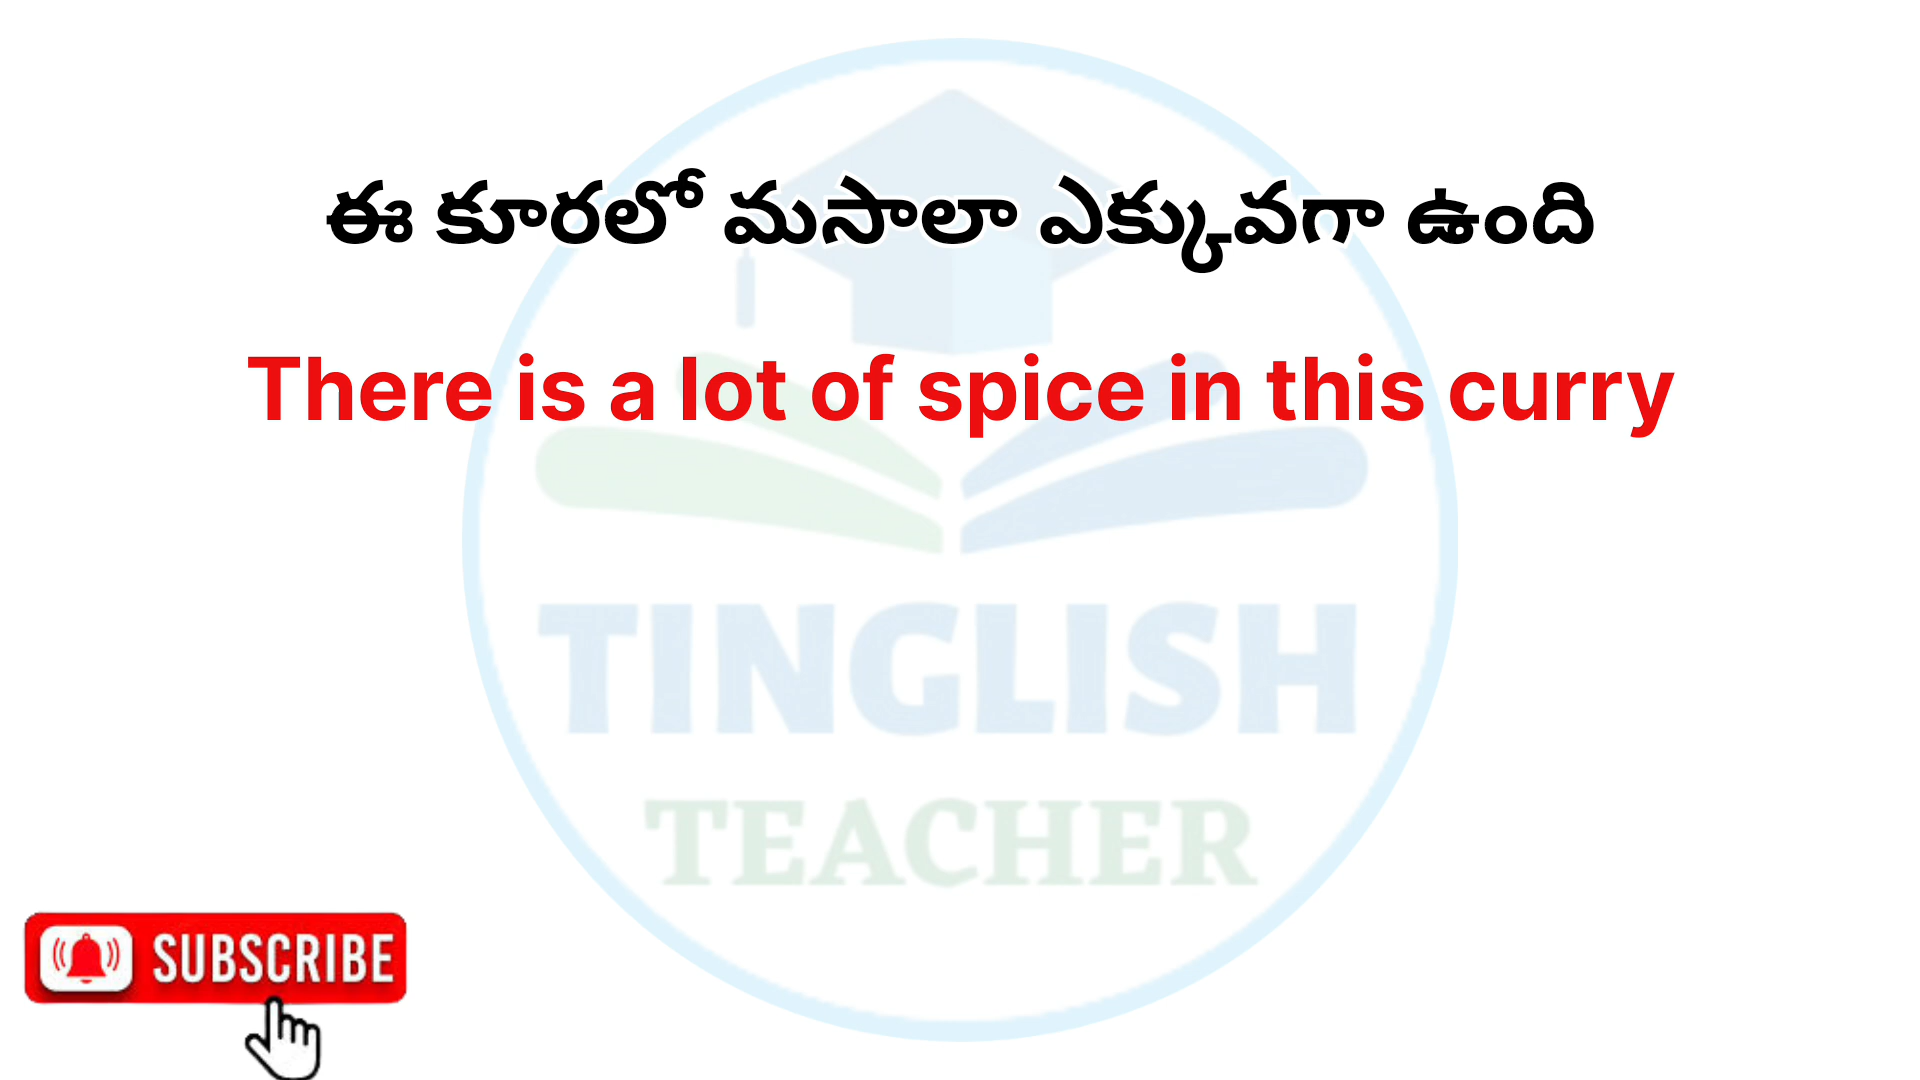 ఈ కూరలో మసాలా ఎక్కువగా ఉంది
There is a lot of spice in this curry
TINGLISH
TEACHER
SUBSCRIBE